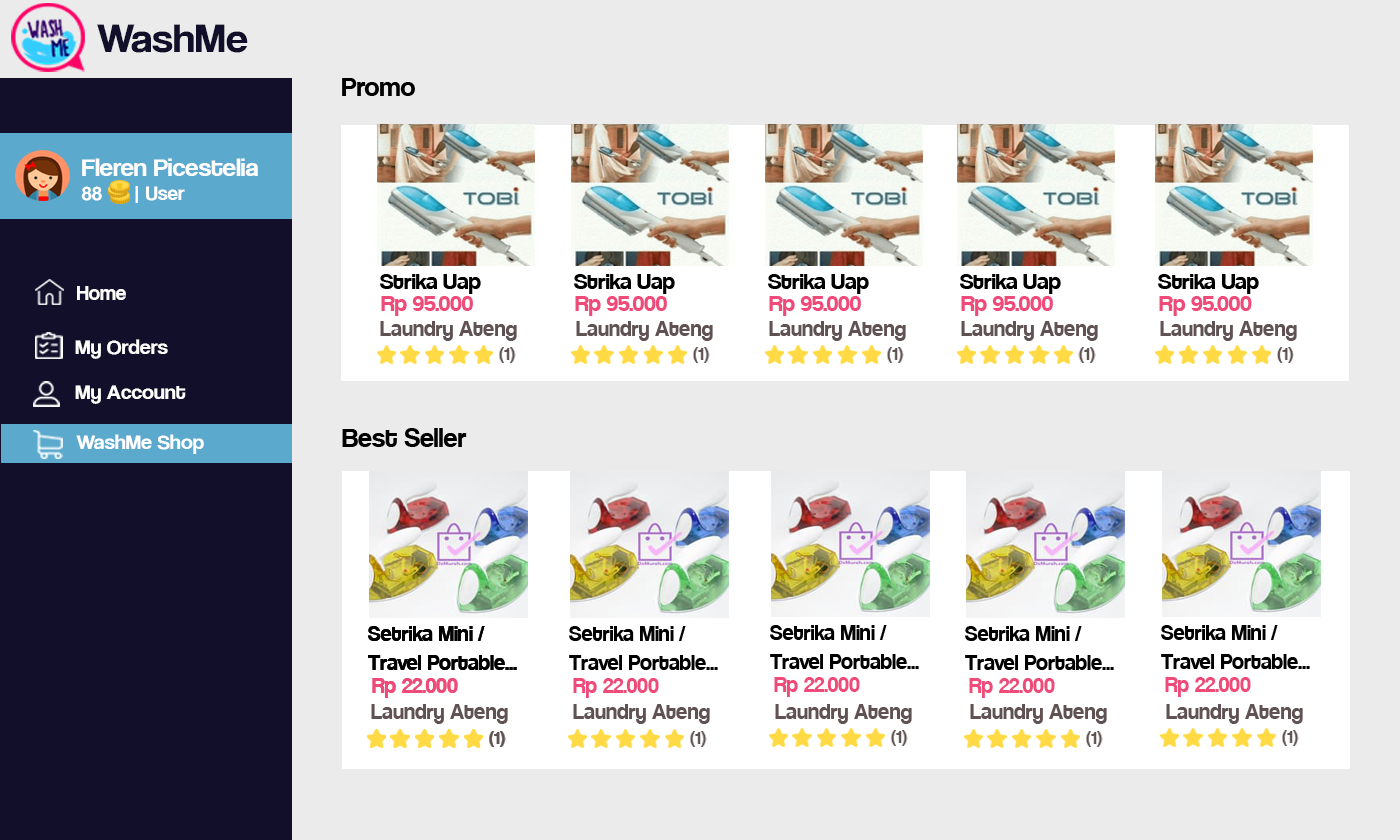 WASH
ME
WashMe
Fleren Picestelia
88 | User
Home
My Orders
My Account
WashMe Shop
Promo
TOBi TOBi TOBi TOBi TOBi
Strika Uap Strika Uap Strika Uap Strika Uap Strika Uap
Rp 95.000 Rp 95.000 Rp 95.000 Rp 95.000 Rp 95.000
Laundry Ateng Laundry Ateng Laundry Ateng Laundry Ateng Laundry Ateng
(1) (1) (1) (1) (1)
Best Seller
Setrika Mini / Setrika Mini / Setrika Mini / Setrika Mini / Setrika Mini /
Travel Portable... Travel Portable... Travel Portable... Travel Portable... Travel Portable...
Rp 22.000 Rp 22.000 Rp 22.000 Rp 22.000 Rp 22.000
Laundry Ateng Laundry Ateng Laundry Ateng Laundry Ateng Laundry Ateng
(1) (1) (1) (1) (1)